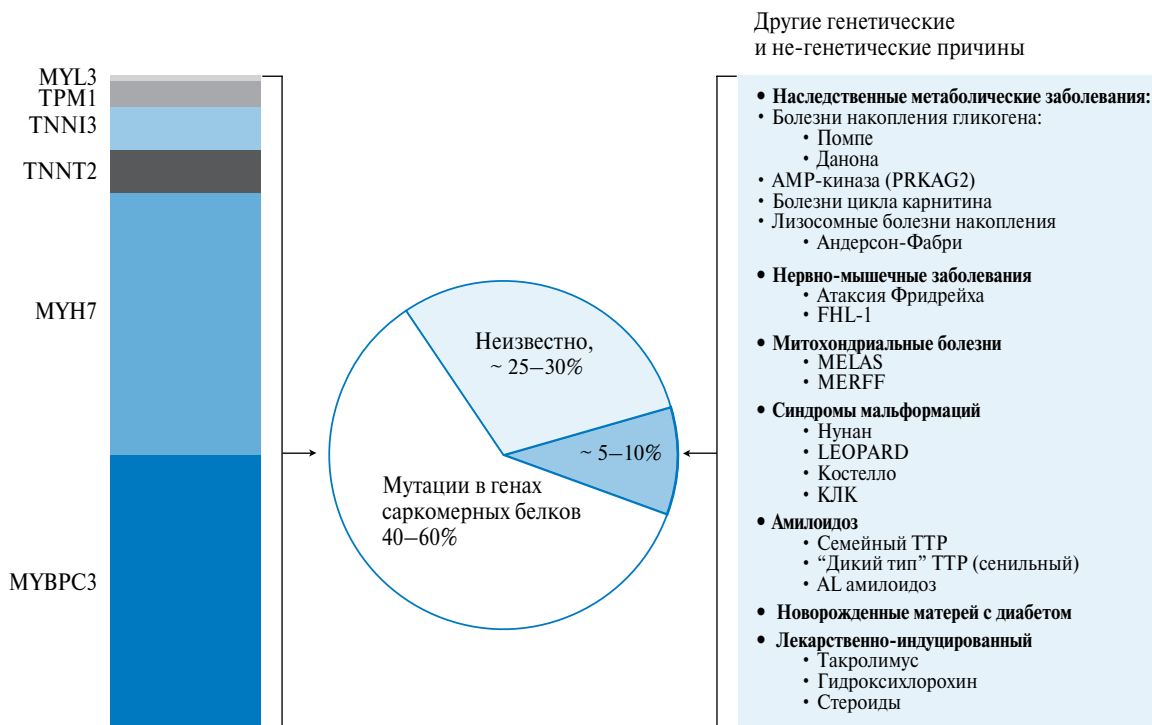 MYL3
TPM1
TNNI3
TNNT2
MYH7
MYBPC3
Неизвестно,
~ 25–30%
~ 5–10%
Мутации в генах
саркомерных белков
40–60%
Другие генетические
и не-генетические причины
• Наследственные метаболические заболевания:
• Болезни накопления гликогена:
• Помпе
• Данона
• АМР-киназа (PRKAG2)
• Болезни цикла карнитина
• Лизосомные болезни накопления
• Андерсон-Фабри
• Нервно-мышечные заболевания
• Атаксия Фридрейха
• FHL-1
• Митохондриальные болезни
• MELAS
• MERFF
• Синдромы мальформаций
• Нунан
• LEOPARD
• Костелло
• КЛК
• Амилоидоз
• Семейный ТТР
• “Дикий тип” ТТР (сенильный)
• AL амилоидоз
• Новорожденные матерей с диабетом
• Лекарственно-индуцированный
• Такролимус
• Гидроксихлорохин
• Стероиды